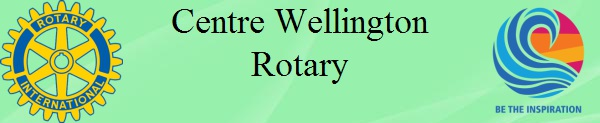 ROTARY
INTERNATIONAL
Centre Wellington
Rotary
BE THE INSPIRATION